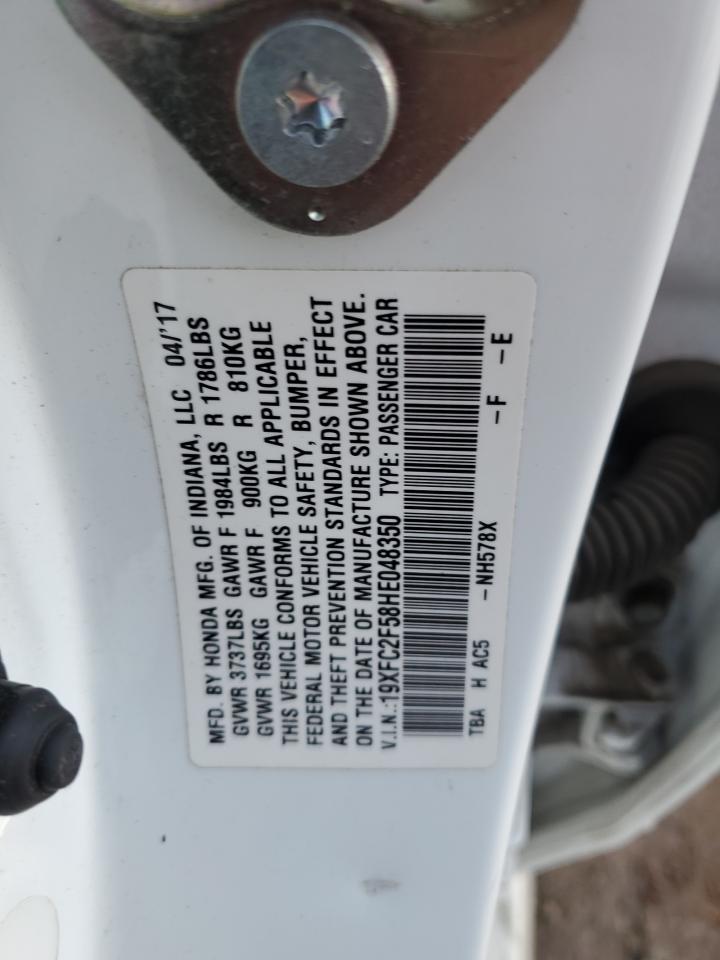 MFD. BY HONDA MFG. OF INDIANA, LLC 04/'17
GVWR 3737LBS GAWR F 1984LBS R 1786LBS
GVWR 1695KG GAWR F 900KG R 810KG
THIS VEHICLE CONFORMS TO ALL APPLICABLE
FEDERAL MOTOR VEHICLE SAFETY, BUMPER,
AND THEFT PREVENTION STANDARDS IN EFFECT
ON THE DATE OF MANUFACTURE SHOWN ABOVE.
V.I.N.:19XFC2F58HE048350 TYPE: PASSENGER CAR
TBA H AC5 -NH578X -F -E